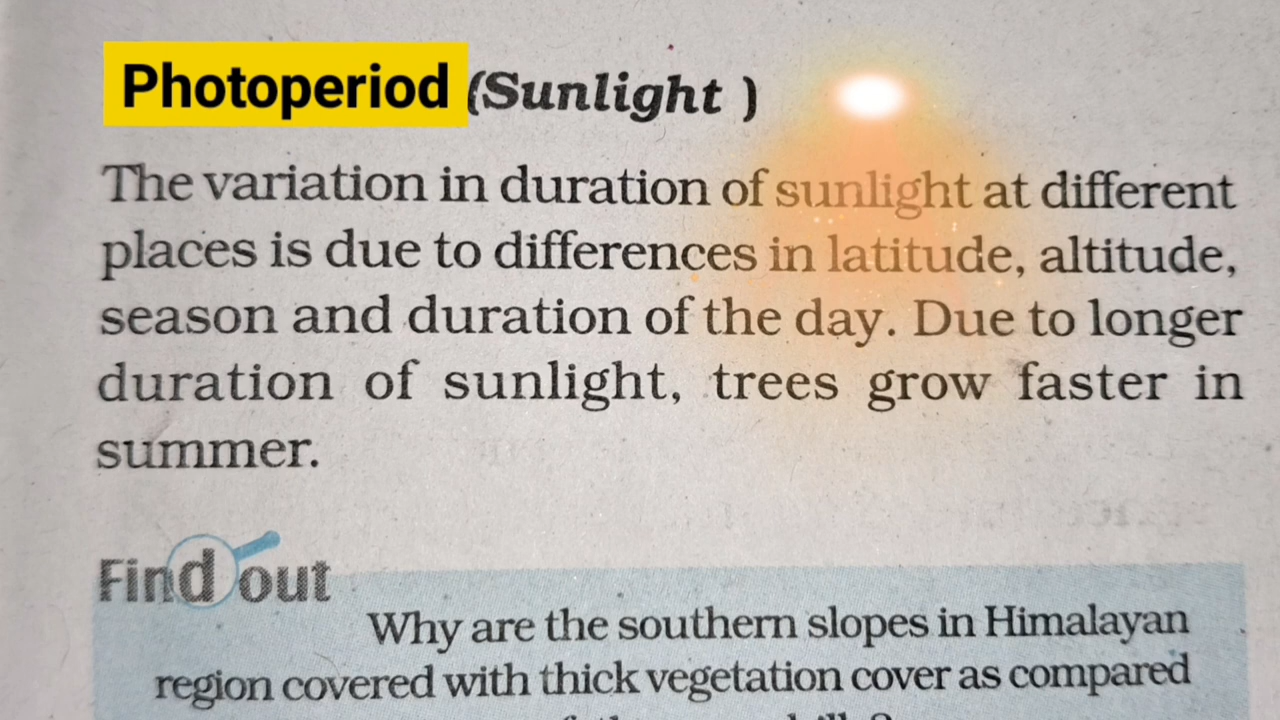 Photoperiod (Sunlight )
The variation in duration of sunlight at different
places is due to differences in latitude, altitude,
season and duration of the day. Due to longer
duration of sunlight, trees grow faster in
summer.
Find out
Why are the southern slopes in Himalayan
region covered with thick vegetation cover as compared